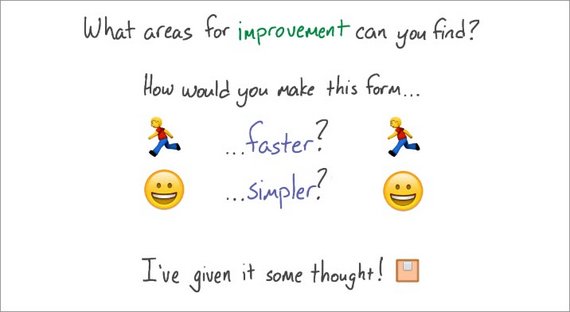 What areas for improvement can you find?
How would you make this form...
...faster?
...simpler?
I've given it some thought!